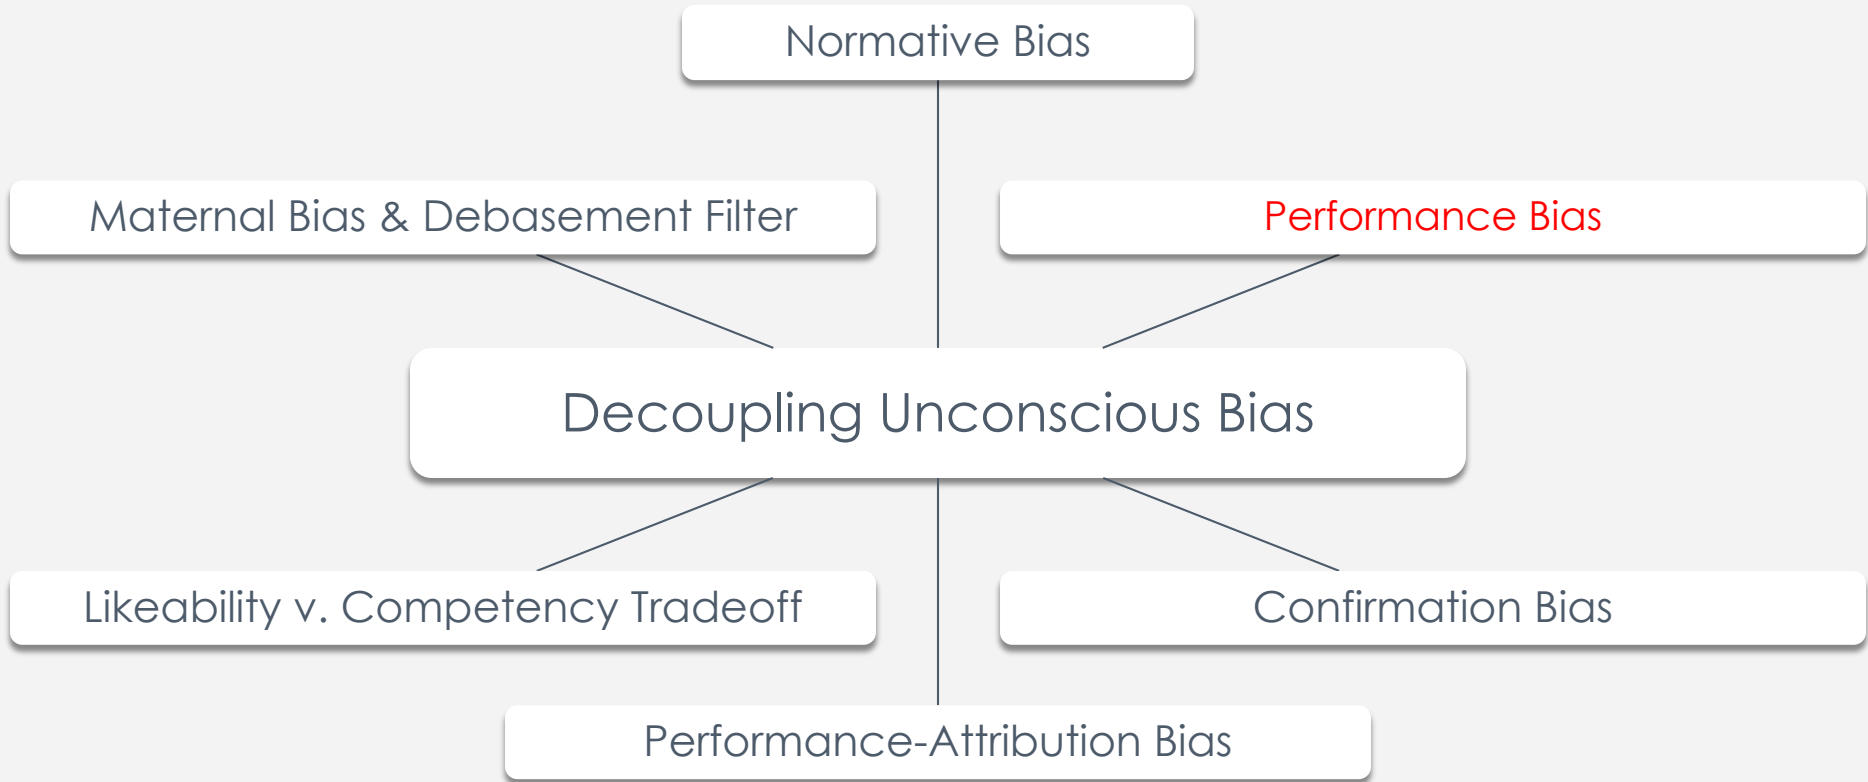 Normative Bias
Maternal Bias & Debasement Filter
Performance Bias
Decoupling Unconscious Bias
Likeability v. Competency Tradeoff
Confirmation Bias
Performance-Attribution Bias